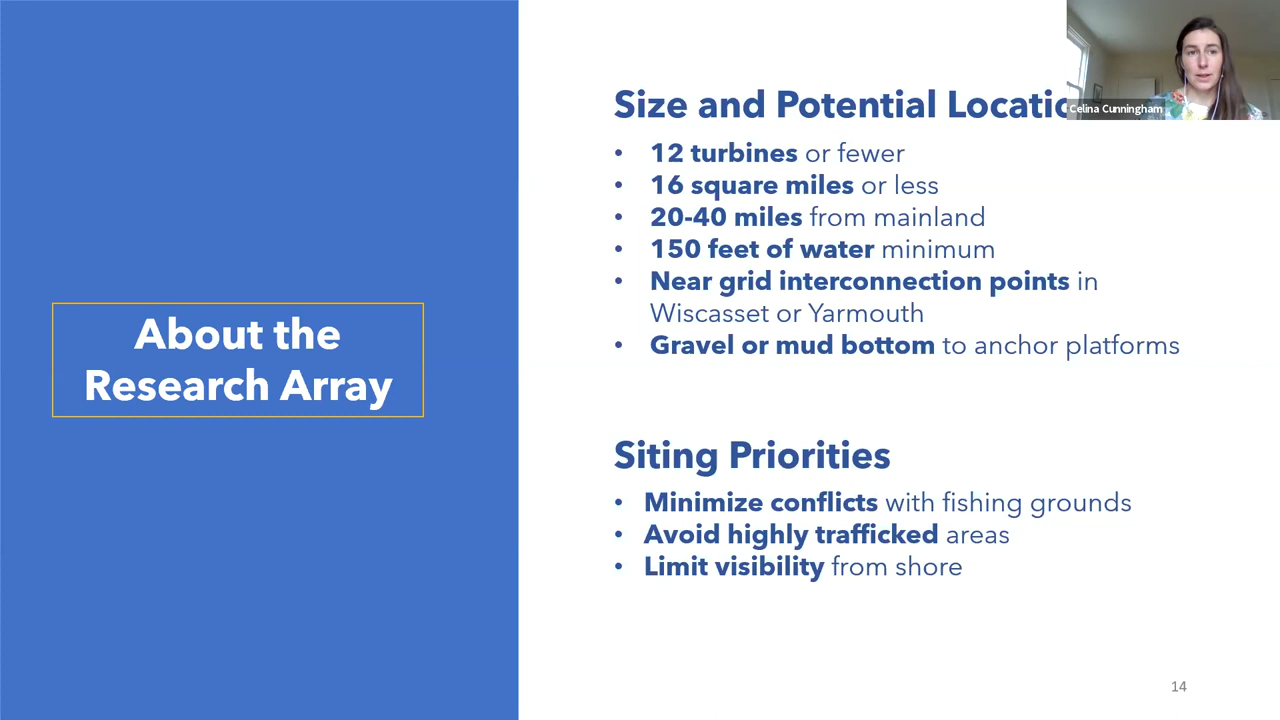 About the
Research Array
Size and Potential Locatio
Celina Cunningham
• 12 turbines or fewer
• 16 square miles or less
• 20-40 miles from mainland
• 150 feet of water minimum
• Near grid interconnection points in
Wiscasset or Yarmouth
• Gravel or mud bottom to anchor platforms
Siting Priorities
• Minimize conflicts with fishing grounds
• Avoid highly trafficked areas
• Limit visibility from shore
14